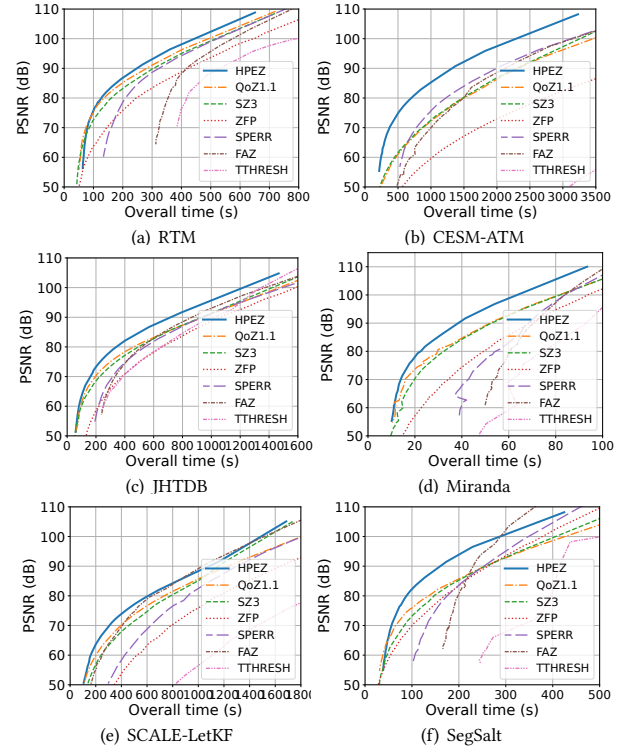 PSNR (dB)
110
100
90
80
70
60
50
HPEZ
QoZ1.1
SZ3
ZFP
SPERR
FAZ
TTHRESH
0 100 200 300 400 500 600 700 800
Overall time (s)
(a) RTM
PSNR (dB)
110
100
90
80
70
60
50
HPEZ
QoZ1.1
SZ3
ZFP
SPERR
FAZ
TTHRESH
0 500 1000 1500 2000 2500 3000 3500
Overall time (s)
(b) CESM-ATM
PSNR (dB)
110
100
90
80
70
60
50
HPEZ
QoZ1.1
SZ3
ZFP
SPERR
FAZ
TTHRESH
0 200 400 600 800 1000 1200 1400 1600
Overall time (s)
(c) JHTDB
PSNR (dB)
110
100
90
80
70
60
50
HPEZ
QoZ1.1
SZ3
ZFP
SPERR
FAZ
TTHRESH
0 20 40 60 80 100
Overall time (s)
(d) Miranda
PSNR (dB)
110
100
90
80
70
60
50
HPEZ
QoZ1.1
SZ3
ZFP
SPERR
FAZ
TTHRESH
0 200 400 600 800 1000 1200 1400 1600 1800
Overall time (s)
(e) SCALE-LetKF
PSNR (dB)
110
100
90
80
70
60
50
HPEZ
QoZ1.1
SZ3
ZFP
SPERR
FAZ
TTHRESH
0 100 200 300 400 500
Overall time (s)
(f) SegSalt